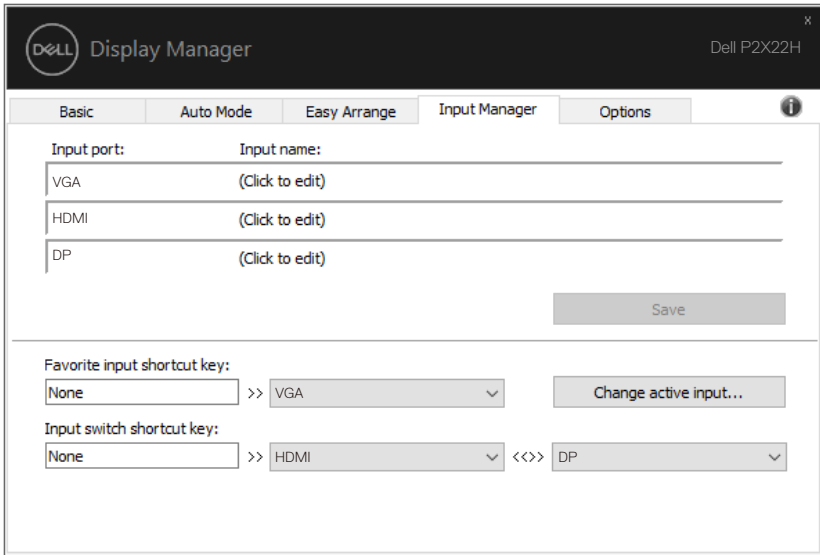 x
DELL Display Manager Dell P2X22H
Basic Auto Mode Easy Arrange Input Manager Options i
Input port: Input name:
VGA (Click to edit)
HDMI (Click to edit)
DP (Click to edit)
Save
Favorite input shortcut key:
None >> VGA Change active input...
Input switch shortcut key:
None >> HDMI <<>> DP